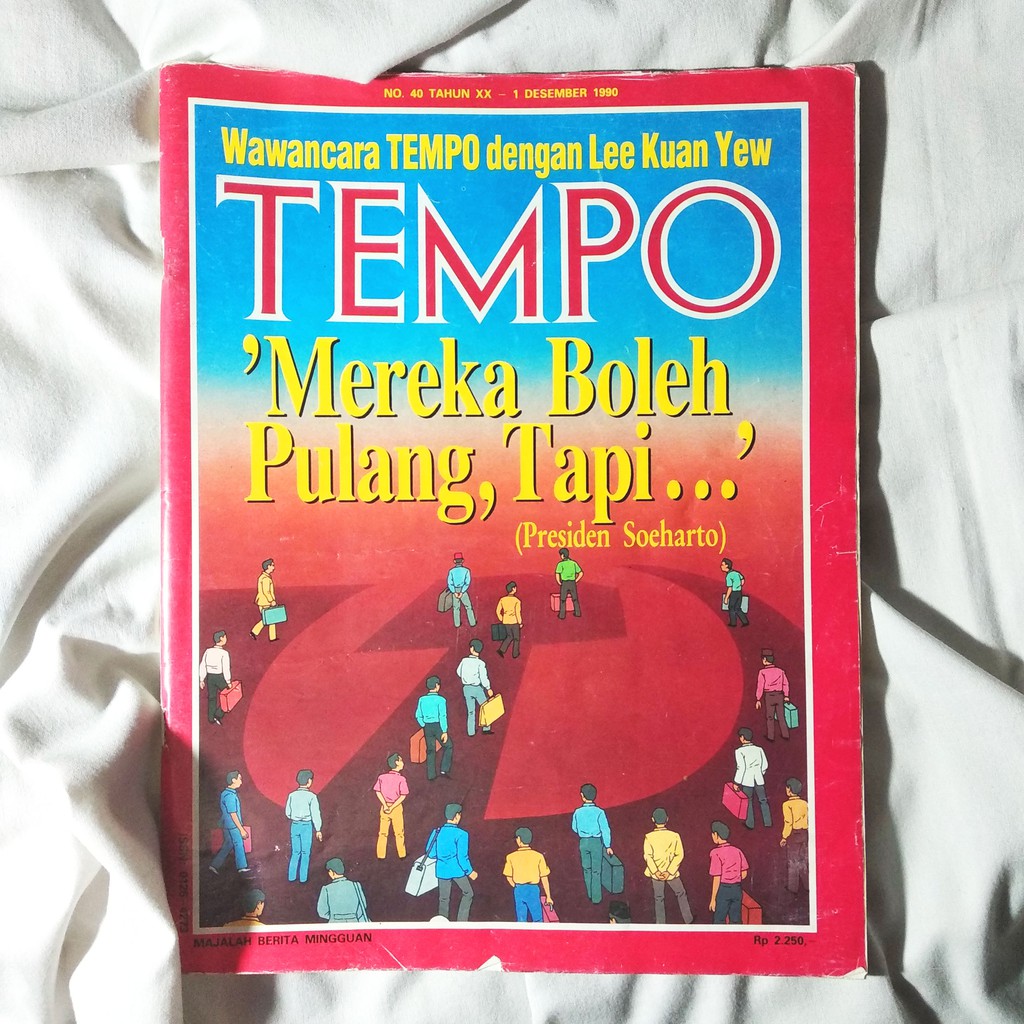 NO. 40 TAHUN XX – 1 DESEMBER 1990
Wawancara TEMPO dengan Lee Kuan Yew
TEMPO
’Mereka Boleh
Pulang, Tapi...’
(Presiden Soeharto)
MAJALAH BERITA MINGGUAN
Rp 2.250,–